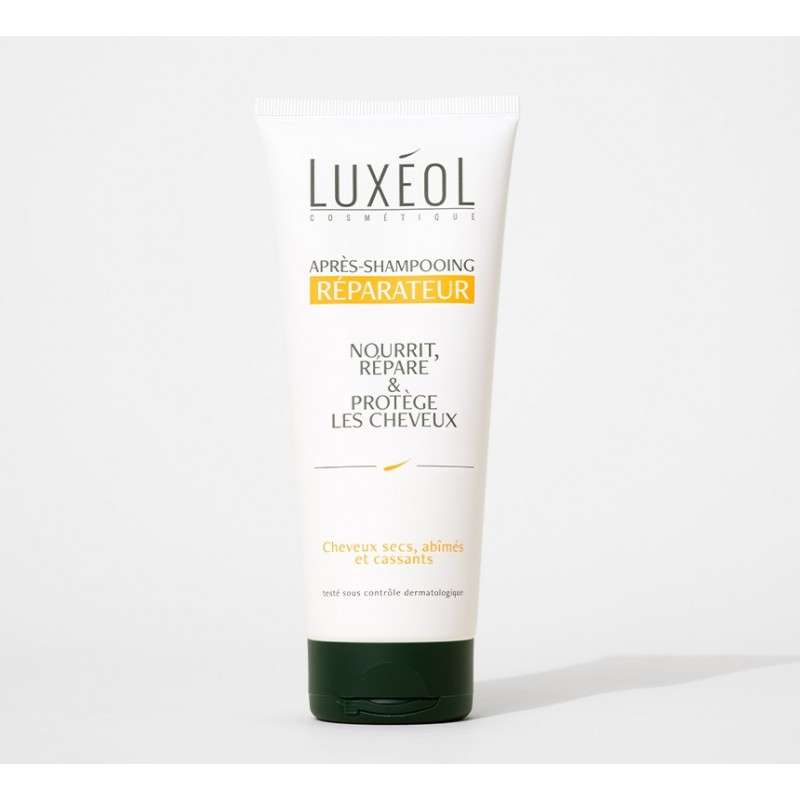 LUXÉOL
COSMÉTIQUE
APRÈS-SHAMPOOING
RÉPARATEUR
NOURRIT,
RÉPARE
&
PROTÈGE
LES CHEVEUX
Cheveux secs, abîmés
et cassants
testé sous contrôle dermatologique